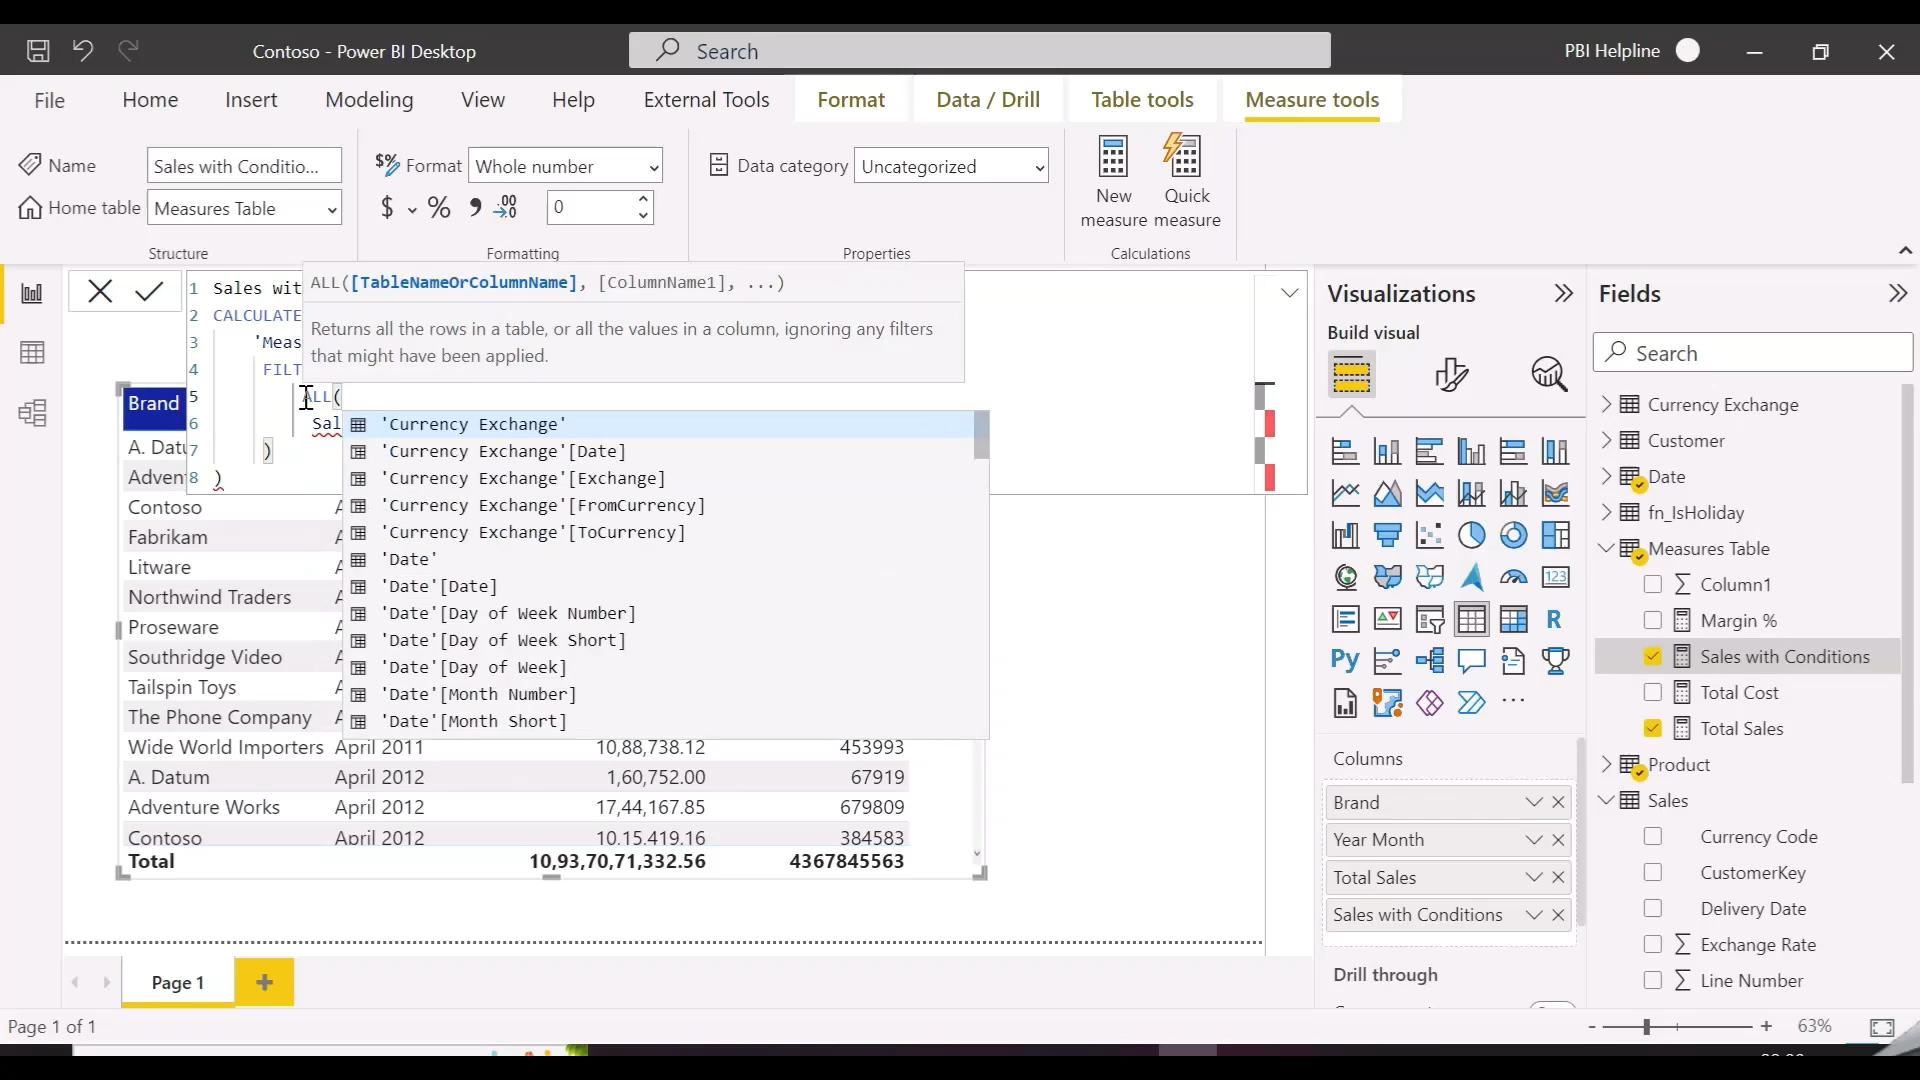 Contoso - Power BI Desktop
Search
PBI Helpline
File
Home
Insert
Modeling
View
Help
External Tools
Format
Data / Drill
Table tools
Measure tools
Name
Sales with Conditio...
Format
Whole number
Data category
Uncategorized
Home table
Measures Table
$ % 9 .00
0
New measure
Quick measure
Structure
Formatting
Properties
Calculations
1 Sales wit
2 CALCULATE
3 'Meas
4 FILT
5 ALL(
6 Sal
7 )
8 )
ALL([TableNameOrColumnName], [ColumnName1], ...)
Returns all the rows in a table, or all the values in a column, ignoring any filters
that might have been applied.
'Currency Exchange'
'Currency Exchange'[Date]
'Currency Exchange'[Exchange]
'Currency Exchange'[FromCurrency]
'Currency Exchange'[ToCurrency]
'Date'
'Date'[Date]
'Date'[Day of Week Number]
'Date'[Day of Week Short]
'Date'[Day of Week]
'Date'[Month Number]
'Date'[Month Short]
Brand
A. Datu
Adven
Contoso
Fabrikam
Litware
Northwind Traders
Proseware
Southridge Video
Tailspin Toys
The Phone Company
Wide World Importers April 2011 10,88,738.12 453993
A. Datum April 2012 1,60,752.00 67919
Adventure Works April 2012 17,44,167.85 679809
Contoso April 2012 10,15,419.16 384583
Total 10,93,70,71,332.56 4367845563
Page 1
Page 1 of 1
Visualizations
Build visual
123
R
Py
Columns
Brand
Year Month
Total Sales
Sales with Conditions
Drill through
Fields
Search
Currency Exchange
Customer
Date
fn_IsHoliday
Measures Table
Column1
Margin %
Sales with Conditions
Total Cost
Total Sales
Product
Sales
Currency Code
CustomerKey
Delivery Date
Exchange Rate
Line Number
- + 63%